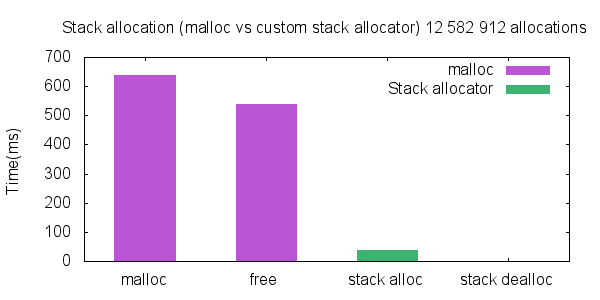 Stack allocation (malloc vs custom stack allocator) 12 582 912 allocations
700
600
500
400
300
200
100
0
Time(ms)
malloc
Stack allocator
malloc
free
stack alloc
stack dealloc